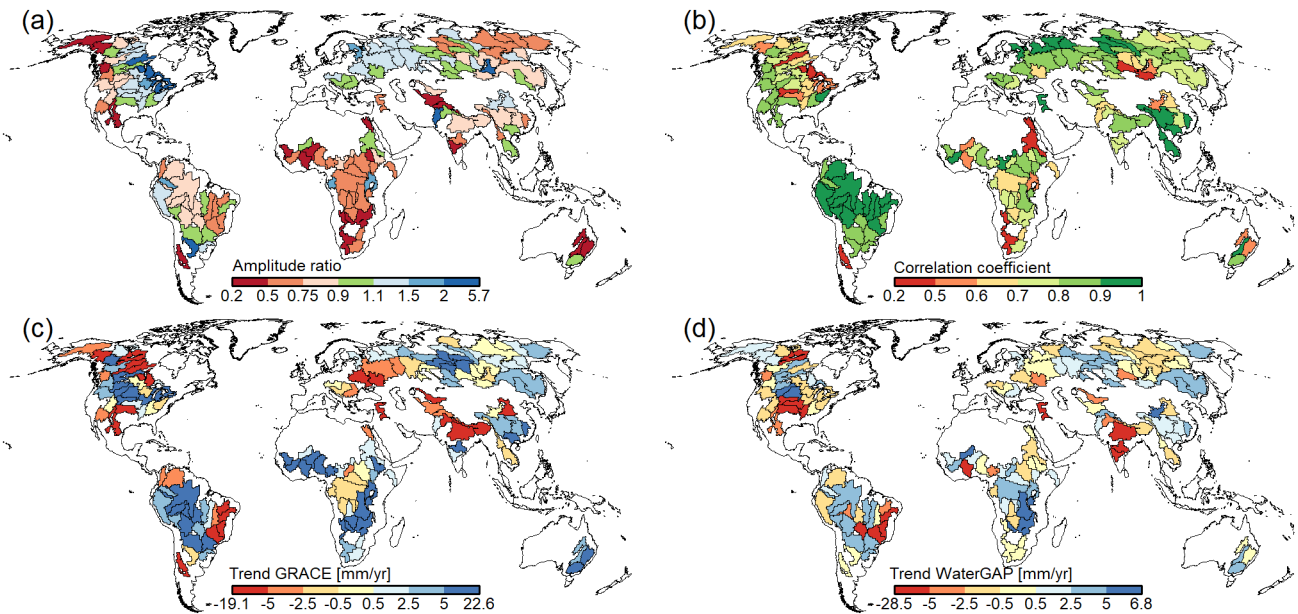 (a)
(b)
Amplitude ratio
0.2 0.5 0.75 0.9 1.1 1.5 2 5.7
Correlation coefficient
0.2 0.5 0.6 0.7 0.8 0.9 1
(c)
(d)
Trend GRACE [mm/yr]
-19.1 -5 -2.5 -0.5 0.5 2.5 5 22.6
Trend WaterGAP [mm/yr]
-28.5 -5 -2.5 -0.5 0.5 2.5 5 6.8